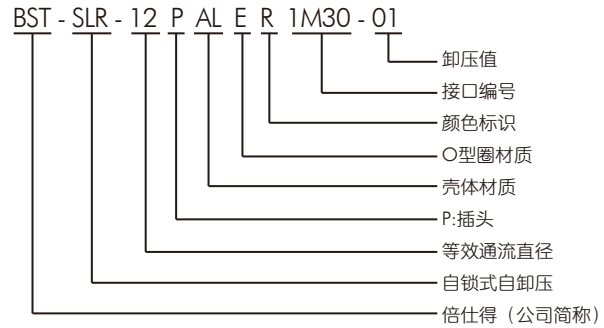 BST - SLR - 12 P AL E R 1M30 - 01
卸压值
接口编号
颜色标识
O型圈材质
壳体材质
P:插头
等效通流直径
自锁式自卸压
倍仕得（公司简称）